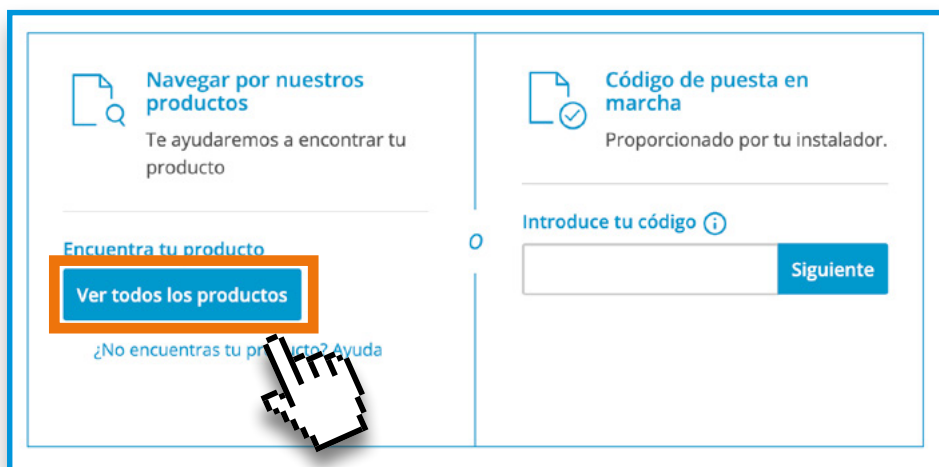 Navegar por nuestros
productos
Te ayudaremos a encontrar tu
producto
Encuentra tu producto
Ver todos los productos
¿No encuentras tu producto? Ayuda
o
Código de puesta en
marcha
Proporcionado por tu instalador.
Introduce tu código
Siguiente